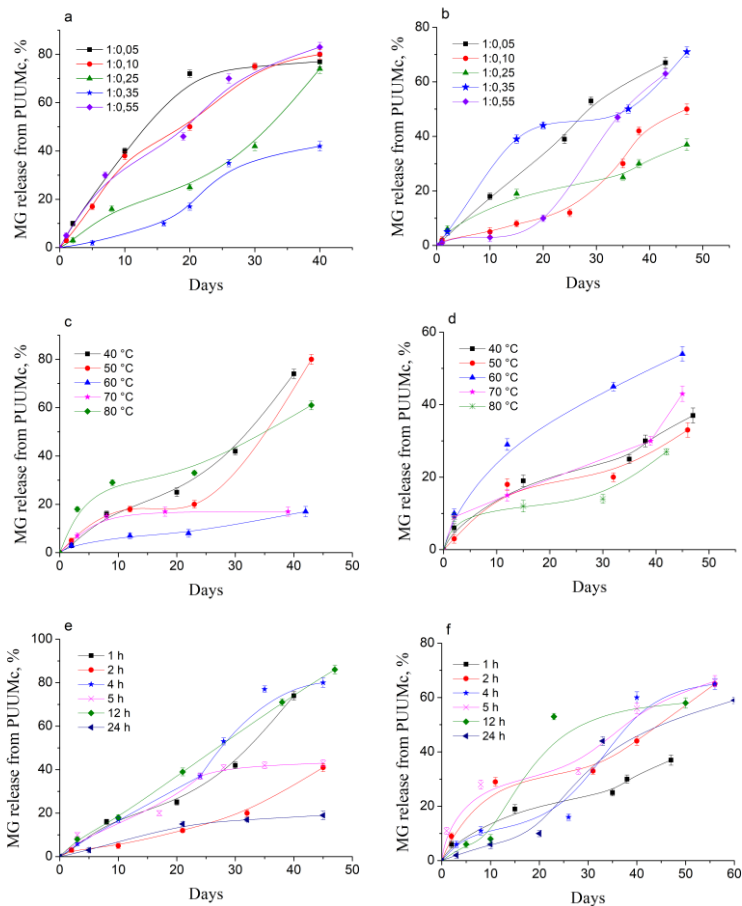 a
MG release from PUUMc, %
80
60
40
20
0
1:0,05
1:0,10
1:0,25
1:0,35
1:0,55
0 10 20 30 40
Days
b
MG release from PUUMc, %
80
60
40
20
0
1:0,05
1:0,10
1:0,25
1:0,35
1:0,55
0 10 20 30 40 50
Days
c
MG release from PUUMc, %
80
60
40
20
0
40 °C
50 °C
60 °C
70 °C
80 °C
0 10 20 30 40 50
Days
d
MG release from PUUMc, %
60
40
20
0
40 °C
50 °C
60 °C
70 °C
80 °C
0 10 20 30 40 50
Days
e
MG release from PUUMc, %
100
80
60
40
20
0
1 h
2 h
4 h
5 h
12 h
24 h
0 10 20 30 40 50
Days
f
MG release from PUUMc, %
80
60
40
20
0
1 h
2 h
4 h
5 h
12 h
24 h
0 10 20 30 40 50 60
Days